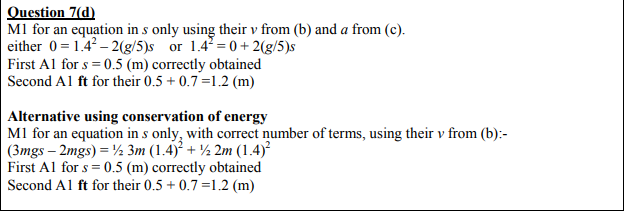 Question 7(d)
M1 for an equation in s only using their v from (b) and a from (c).
either 0 = 1.4² – 2(g/5)s or 1.4² = 0 + 2(g/5)s
First A1 for s = 0.5 (m) correctly obtained
Second A1 ft for their 0.5 + 0.7 =1.2 (m)
Alternative using conservation of energy
M1 for an equation in s only, with correct number of terms, using their v from (b):-
(3mgs – 2mgs) = ½ 3m (1.4)² + ½ 2m (1.4)²
First A1 for s = 0.5 (m) correctly obtained
Second A1 ft for their 0.5 + 0.7 =1.2 (m)